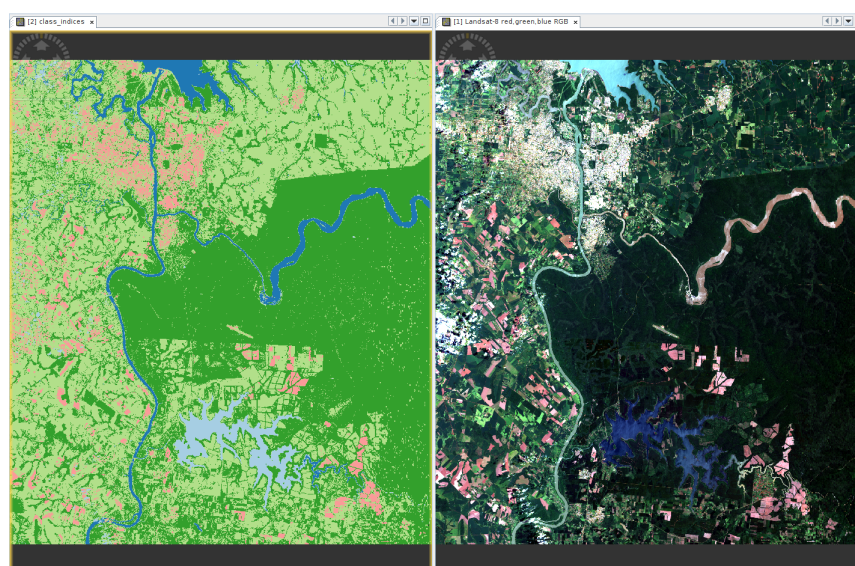 [2] class_indices
[1] Landsat-8 red,green,blue RGB